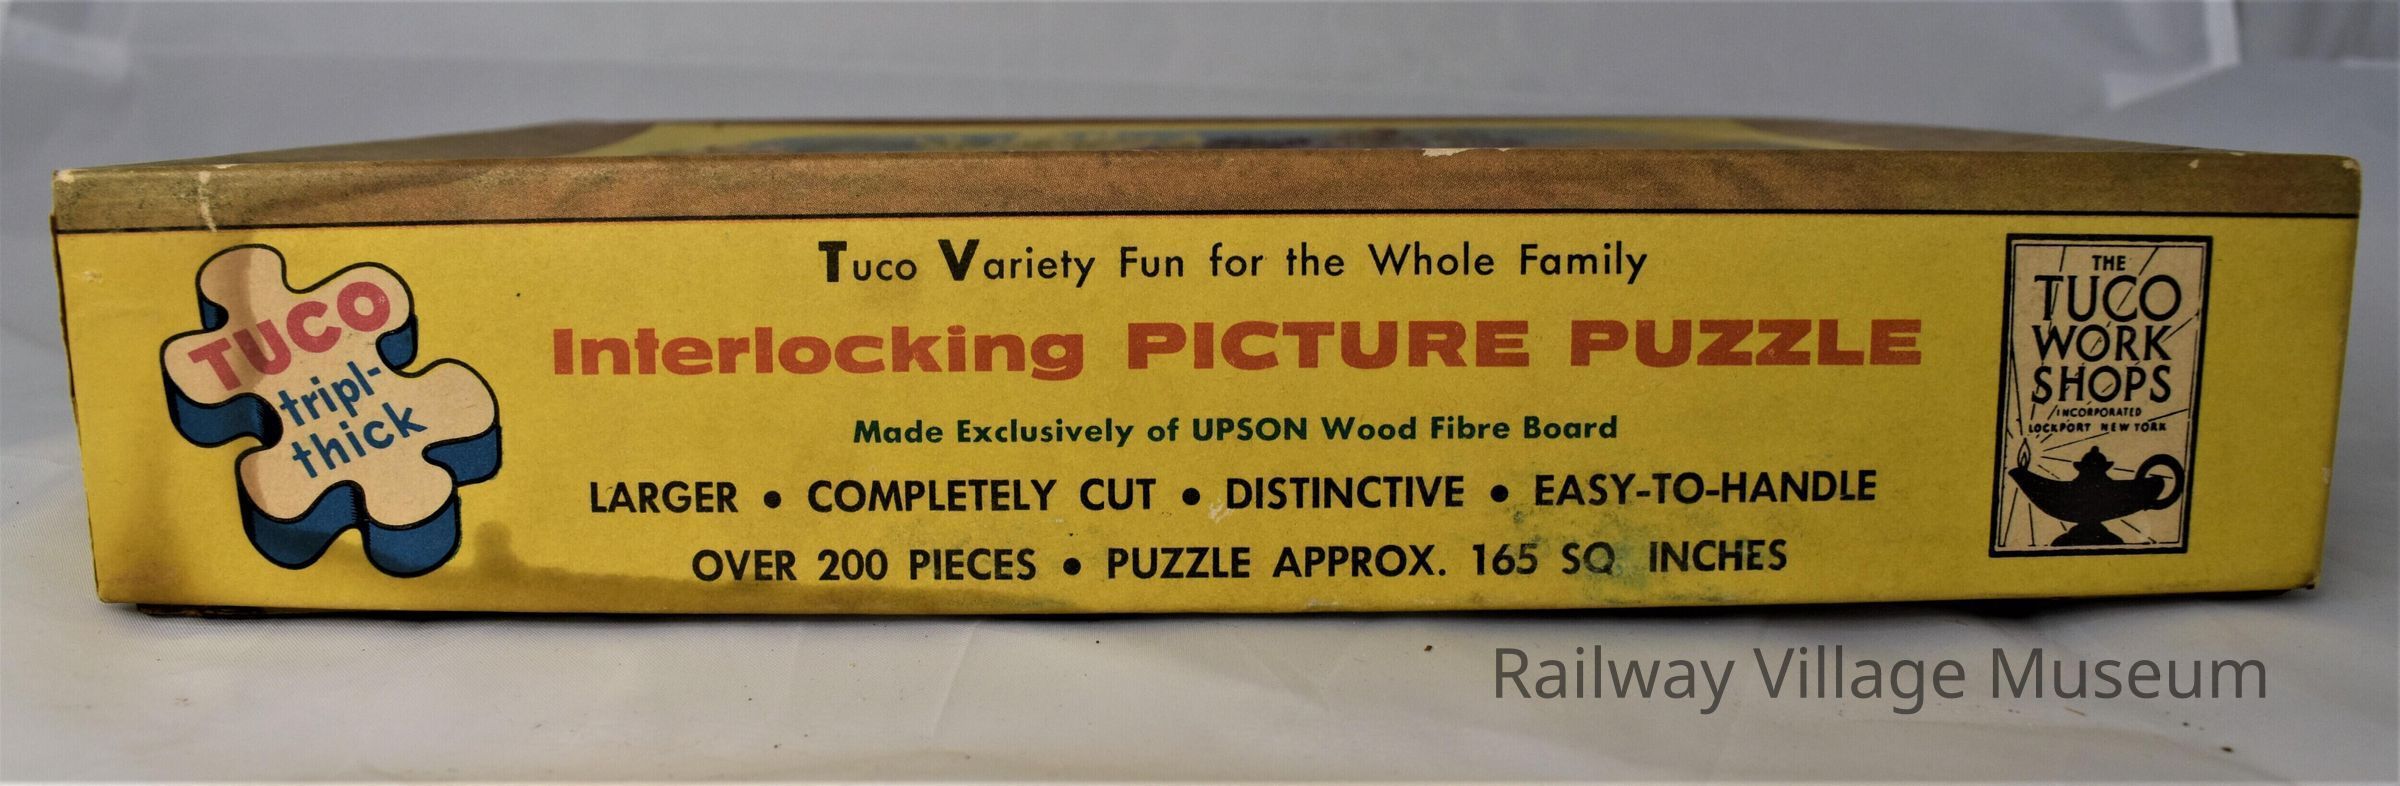 TUCO
tripl-
thick
Tuco Variety Fun for the Whole Family
Interlocking PICTURE PUZZLE
Made Exclusively of UPSON Wood Fibre Board
LARGER • COMPLETELY CUT • DISTINCTIVE • EASY-TO-HANDLE
OVER 200 PIECES • PUZZLE APPROX. 165 SQ INCHES
THE
TUCO
WORK
SHOPS
INCORPORATED
LOCKPORT NEW YORK
Railway Village Museum